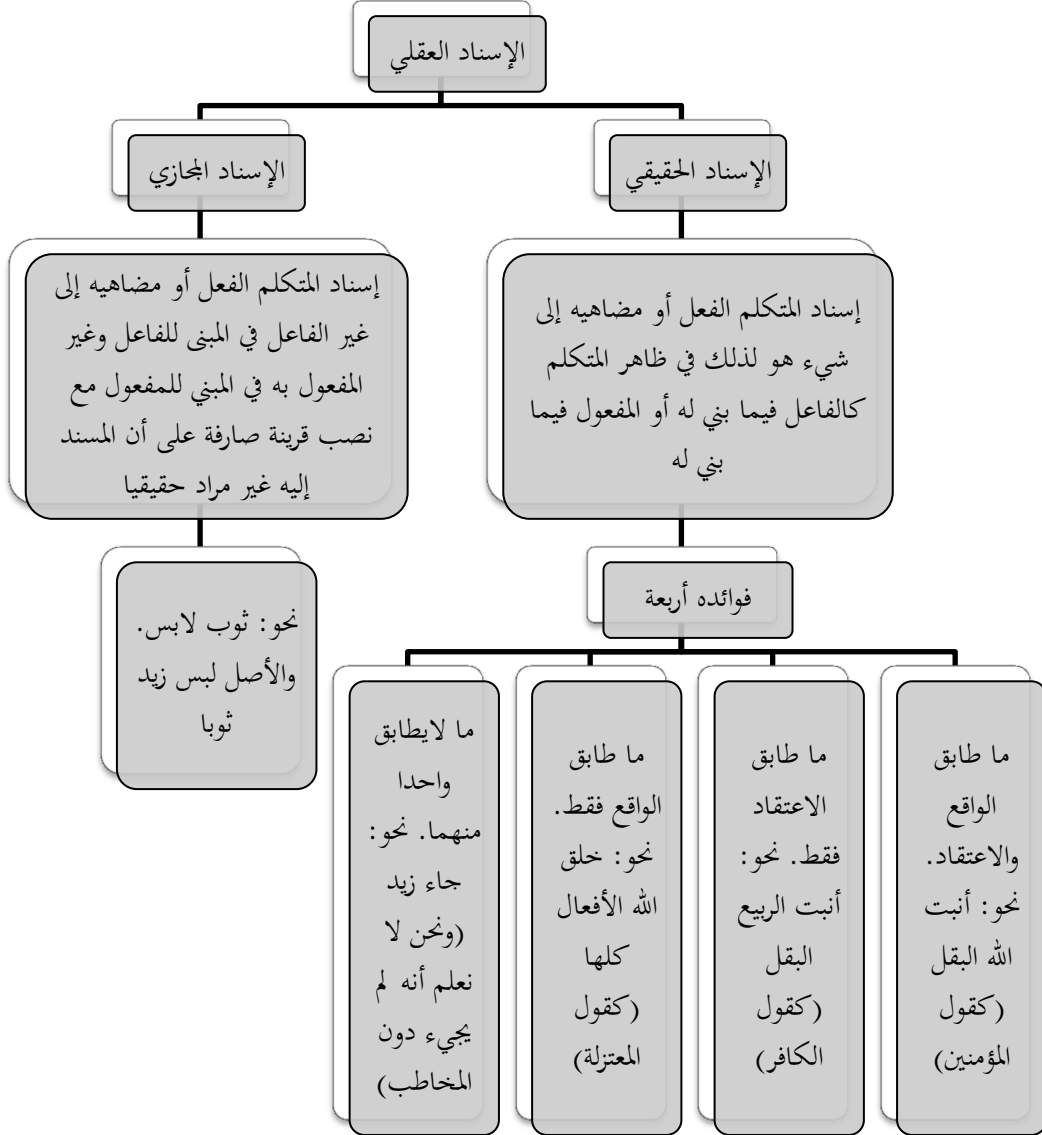 الإسناد العقلي
الإسناد الحقيقي
الإسناد المجازي
إسناد المتكلم الفعل أو مضاهيه إلى
شيء هو لذلك في ظاهر المتكلم
كالفاعل فيما بني له أو المفعول فيما
بني له
إسناد المتكلم الفعل أو مضاهيه إلى
غير الفاعل في المبنى للفاعل وغير
المفعول به في المبني للمفعول مع
نصب قرينة صارفة على أن المسند
إليه غير مراد حقيقيا
فوائده أربعة
نحو: ثوب لابس.
والأصل لبس زيد
ثوبا
ما طابق
الواقع
والاعتقاد.
نحو: أنبت
الله البقل
(كقول
المؤمنين)
ما طابق
الاعتقاد
فقط. نحو:
أنبت الربيع
البقل
(كقول
الكافر)
ما طابق
الواقع فقط.
نحو: خلق
الله الأفعال
كلها
(كقول
المعتزلة)
ما لايطابق
واحدا
منهما. نحو:
جاء زيد
(ونحن لا
نعلم أنه لم
يجيء دون
المخاطب)